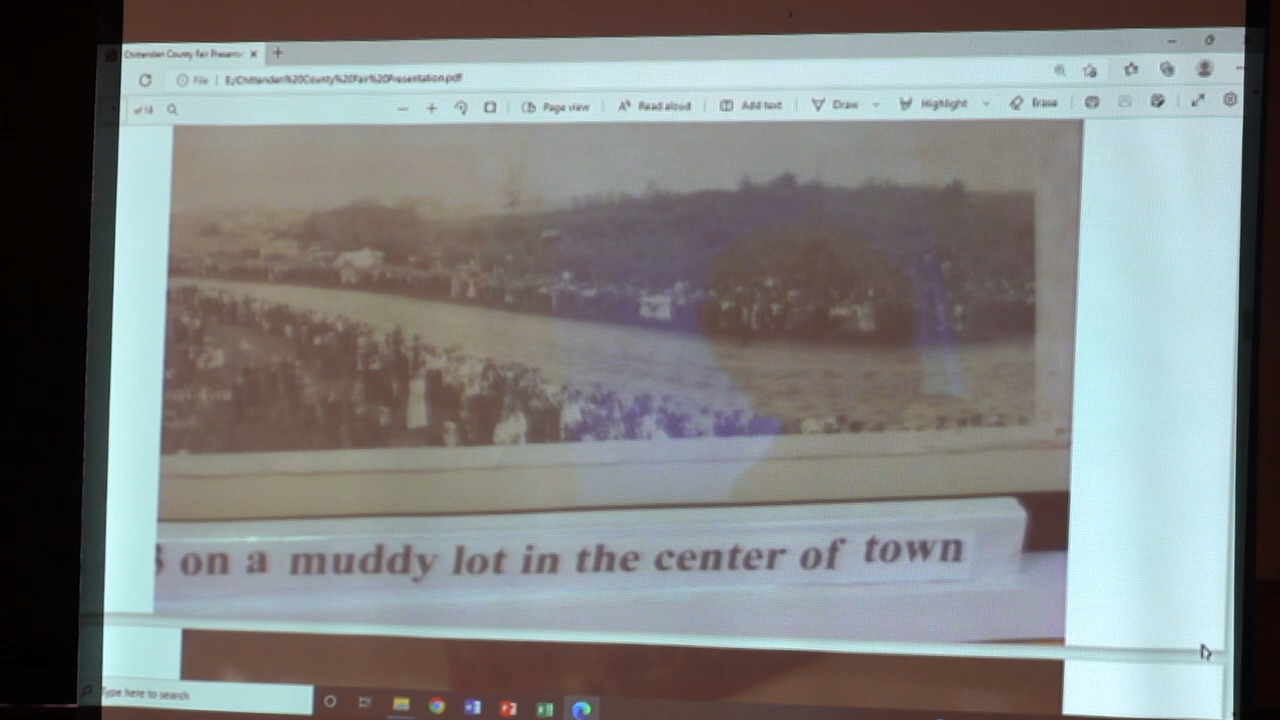 Chittenden County Fair Present
File
E:/Chittenden%20County%20Fair%20Presentation.pdf
of 18
Page view
Read aloud
Add text
Draw
Highlight
Erase
on a muddy lot in the center of town
Type here to search